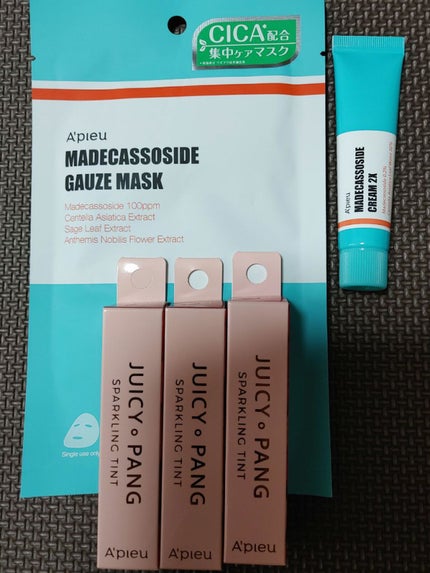 CICA配合
集中ケアマスク
A'PIEU
MADECASSOSIDE
GAUZE MASK
Madecassoside 100ppm
Centella Asiatica Extract
Sage Leaf Extract
Anthemis Nobilis Flower Extract
Single use only
A'PIEU
MADECASSOSIDE
CREAM 2X
JUICY PANG
SPARKLING TINT
A'PIEU
JUICY PANG
SPARKLING TINT
A'PIEU
JUICY PANG
SPARKLING TINT
A'PIEU